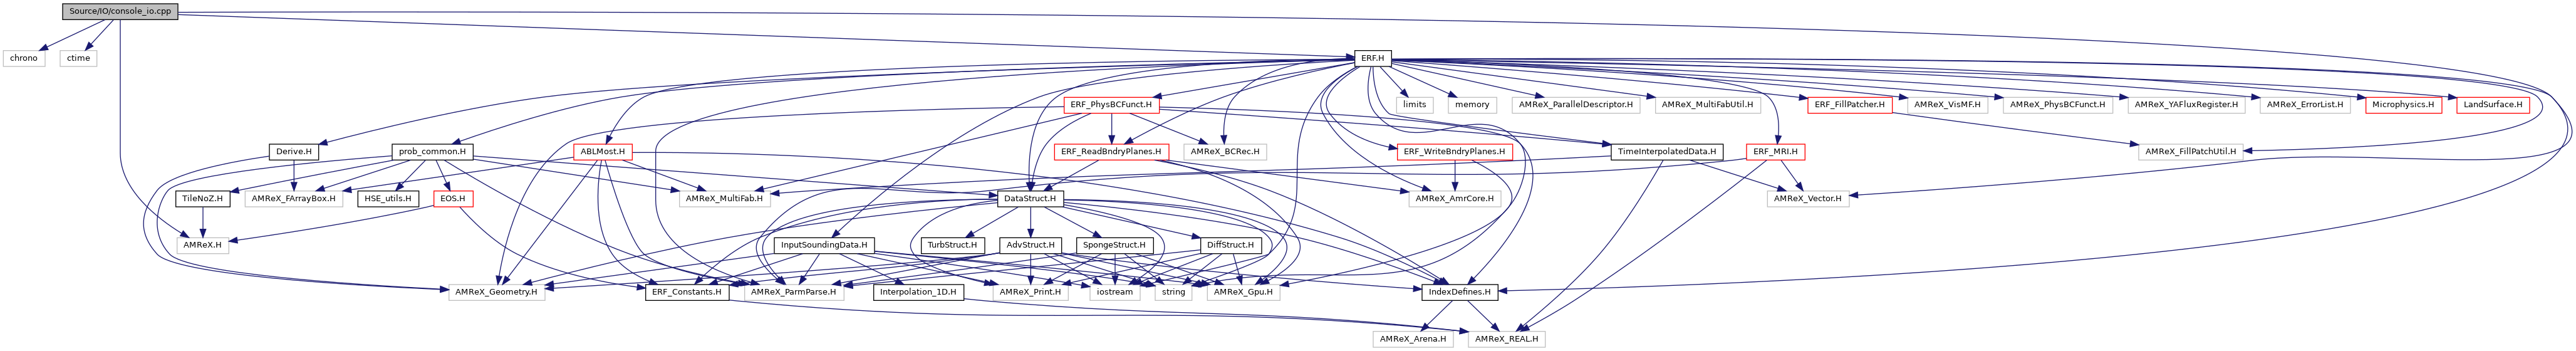 Source/IO/console_io.cpp
chrono
ctime
ERF.H
ERF_PhysBCFunct.H
limits
memory
AMReX_ParallelDescriptor.H
AMReX_MultiFabUtil.H
ERF_FillPatcher.H
AMReX_VisMF.H
AMReX_PhysBCFunct.H
AMReX_YAFluxRegister.H
AMReX_ErrorList.H
Microphysics.H
LandSurface.H
Derive.H
prob_common.H
ABLMost.H
ERF_ReadBndryPlanes.H
AMReX_BCRec.H
ERF_WriteBndryPlanes.H
TimeInterpolatedData.H
ERF_MRI.H
AMReX_FillPatchUtil.H
TileNoZ.H
AMReX_FArrayBox.H
HSE_utils.H
EOS.H
AMReX_MultiFab.H
DataStruct.H
AMReX_AmrCore.H
AMReX_Vector.H
AMReX.H
InputSoundingData.H
TurbStruct.H
AdvStruct.H
SpongeStruct.H
DiffStruct.H
AMReX_Geometry.H
ERF_Constants.H
AMReX_ParmParse.H
Interpolation_1D.H
AMReX_Print.H
iostream
string
AMReX_Gpu.H
IndexDefines.H
AMReX_Arena.H
AMReX_REAL.H